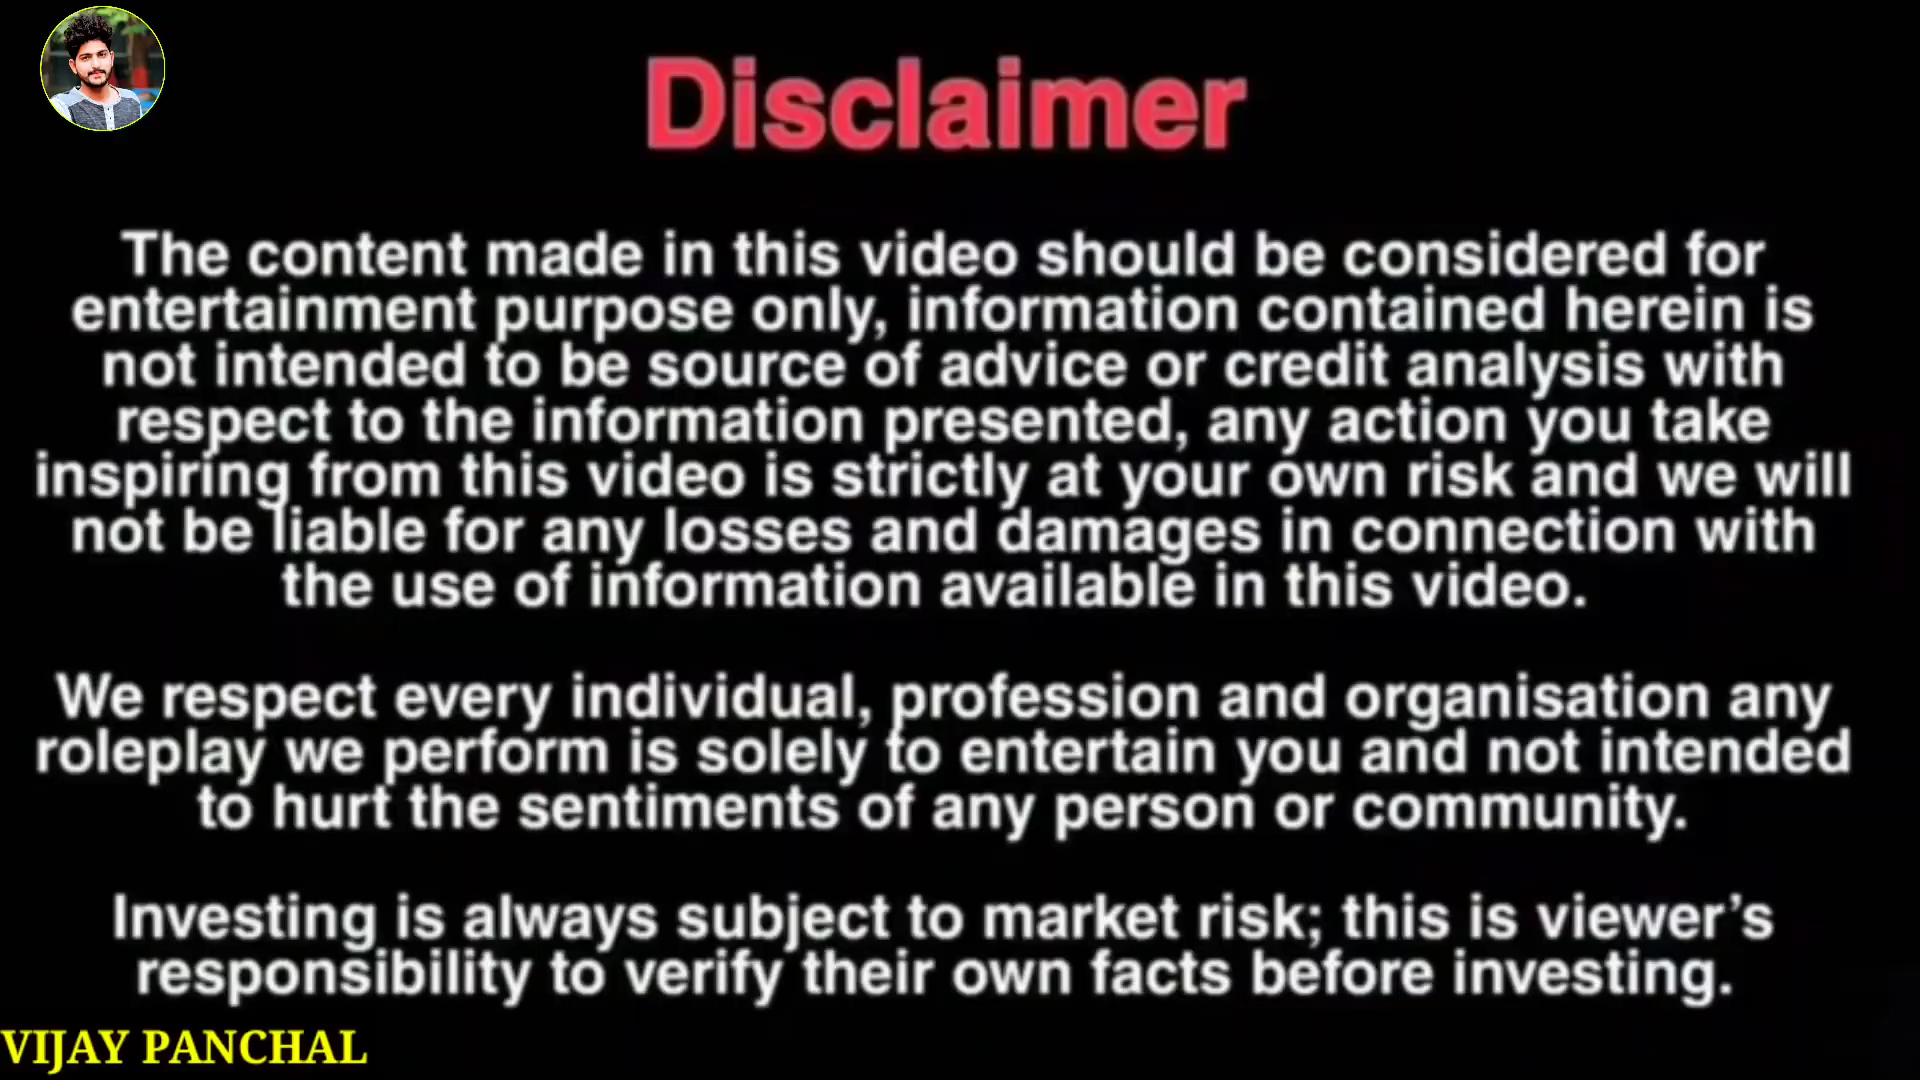 Disclaimer
The content made in this video should be considered for
entertainment purpose only, information contained herein is
not intended to be source of advice or credit analysis with
respect to the information presented, any action you take
inspiring from this video is strictly at your own risk and we will
not be liable for any losses and damages in connection with
the use of information available in this video.
We respect every individual, profession and organisation any
roleplay we perform is solely to entertain you and not intended
to hurt the sentiments of any person or community.
Investing is always subject to market risk; this is viewer’s
responsibility to verify their own facts before investing.
VIJAY PANCHAL